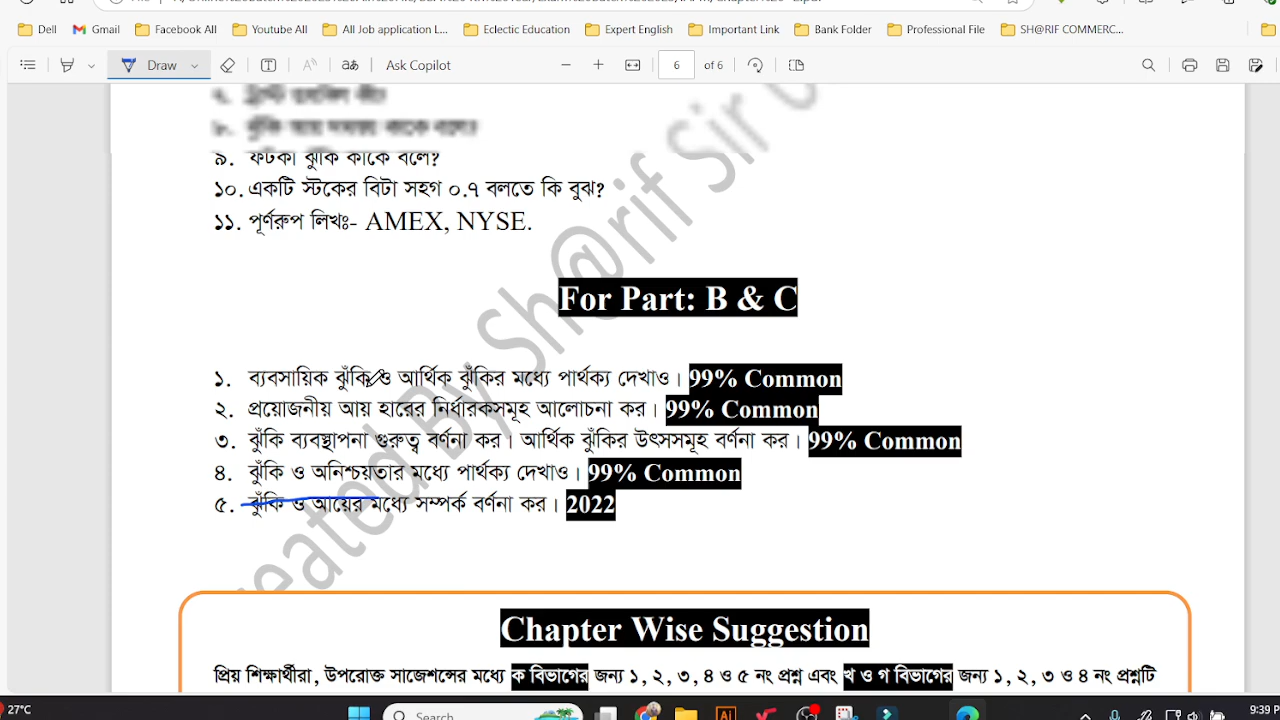 Dell Gmail Facebook All Youtube All All Job application L... Eclectic Education Expert English Important Link Bank Folder Professional File SH@RIF COMMERC...
Draw aあ Ask Copilot 6 of 6
৯. ফটকা ঝুঁকি কাকে বলে?
১০. একটি স্টকের বিটা সহগ ০.৭ বলতে কি বুঝ?
১১. পূর্ণরুপ লিখঃ- AMEX, NYSE.
For Part: B & C
১. ব্যবসায়িক ঝুঁকি ও আর্থিক ঝুঁকির মধ্যে পার্থক্য দেখাও। 99% Common
২. প্রয়োজনীয় আয় হারের নির্ধারকসমূহ আলোচনা কর। 99% Common
৩. ঝুঁকি ব্যবস্থাপনা গুরুত্ব বর্ণনা কর। আর্থিক ঝুঁকির উৎসসমূহ বর্ণনা কর। 99% Common
৪. ঝুঁকি ও অনিশ্চয়তার মধ্যে পার্থক্য দেখাও। 99% Common
৫. ঝুঁকি ও আয়ের মধ্যে সম্পর্ক বর্ণনা কর। 2022
Chapter Wise Suggestion
প্রিয় শিক্ষার্থীরা, উপরোক্ত সাজেশন্সের মধ্যে ক বিভাগের জন্য ১, ২, ৩, ৪ ও ৫ নং প্রশ্ন এবং খ ও গ বিভাগের জন্য ১, ২, ৩ ও ৪ নং প্রশ্নটি
By Sh@rif Sir
27°C Search 9:39